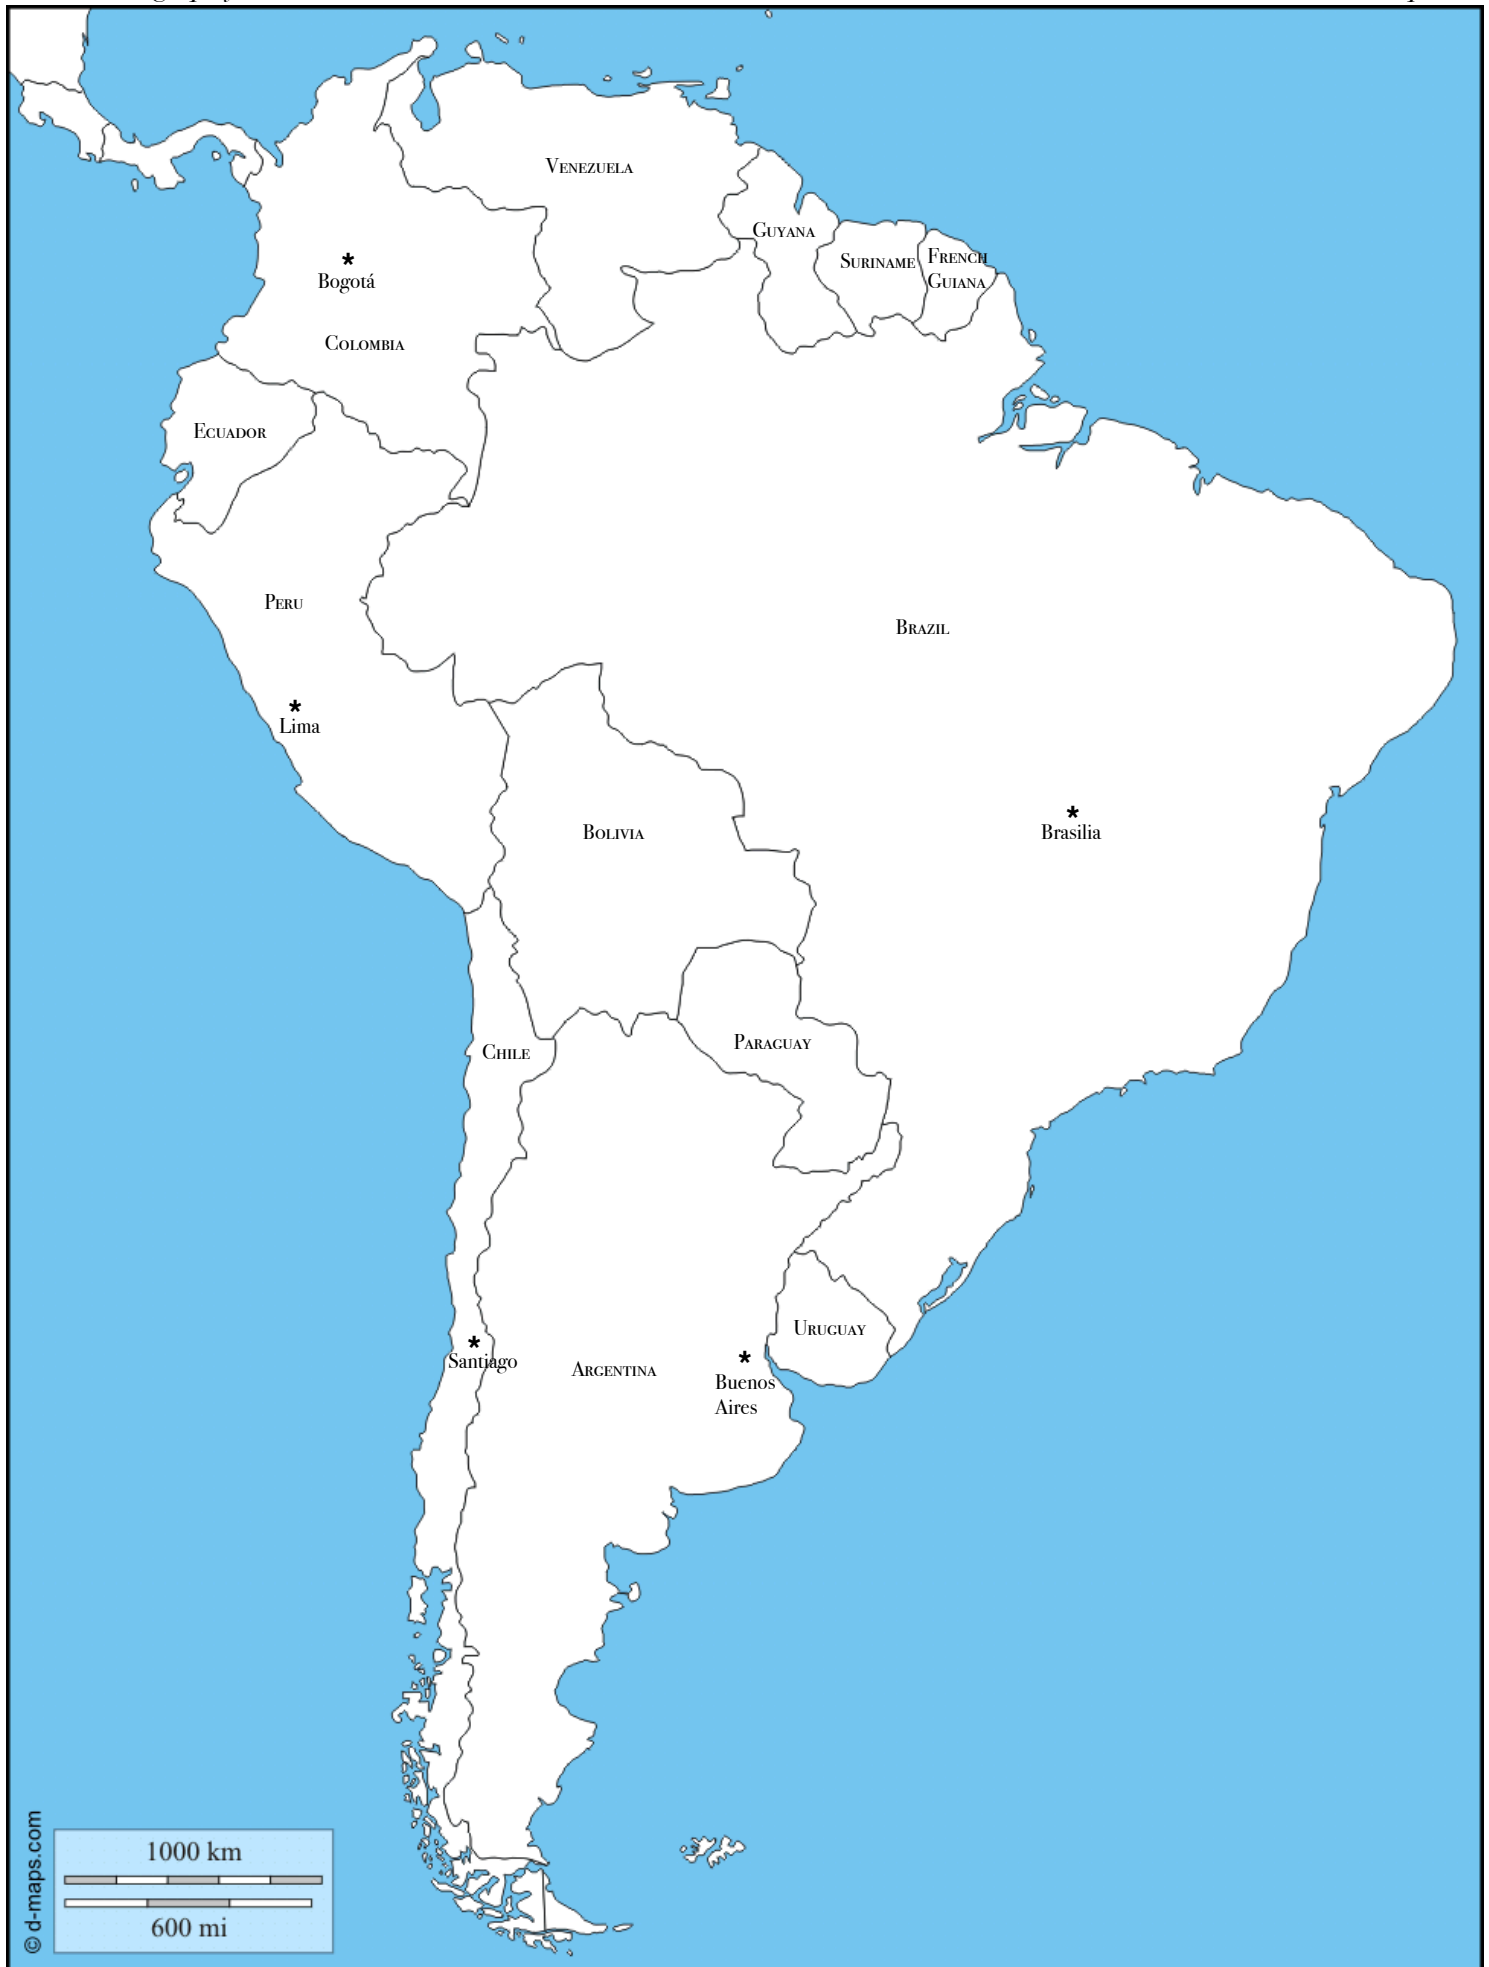 VENEZUELA
GUYANA
SURINAME
FRENCH
GUIANA
*
Bogotá
COLOMBIA
ECUADOR
PERU
BRAZIL
*
Lima
*
Brasilia
BOLIVIA
PARAGUAY
CHILE
URUGUAY
*
Santiago
ARGENTINA
*
Buenos
Aires
1000 km
600 mi
© d-maps.com